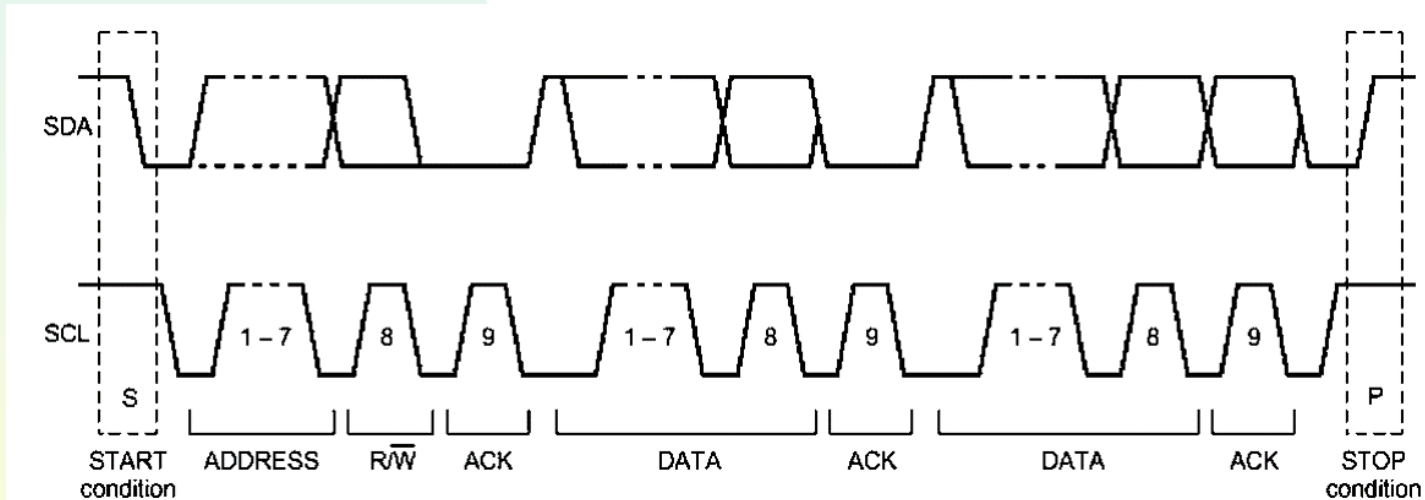 SDA
SCL
1 – 7
8
9
1 – 7
8
9
1 – 7
8
9
S
P
START condition
ADDRESS
R/W̅
ACK
DATA
ACK
DATA
ACK
STOP condition